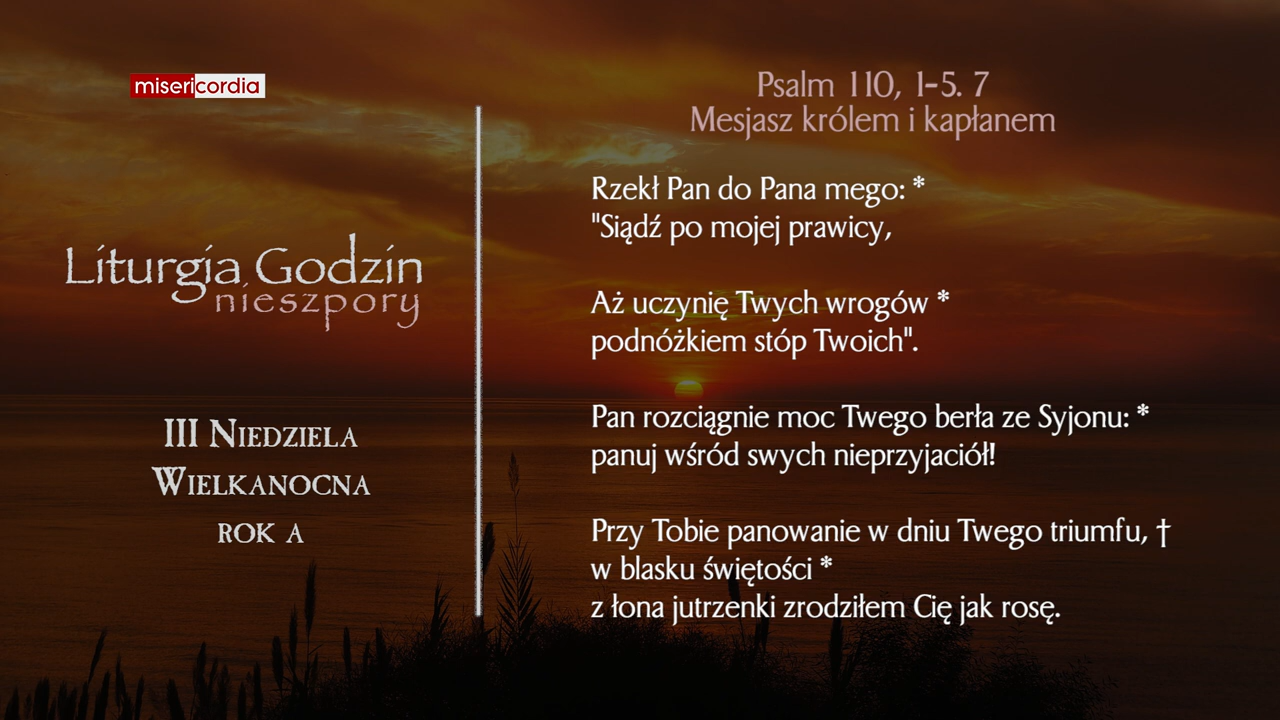 misericordia
Liturgia Godzin
nieszpory
III Niedziela
Wielkanocna
rok a
Psalm 110, 1-5. 7
Mesjasz królem i kapłanem
Rzekł Pan do Pana mego: *
"Siądź po mojej prawicy,
Aż uczynię Twych wrogów *
podnóżkiem stóp Twoich".
Pan rozciągnie moc Twego berła ze Syjonu: *
panuj wśród swych nieprzyjaciół!
Przy Tobie panowanie w dniu Twego triumfu, †
w blasku świętości *
z łona jutrzenki zrodziłem Cię jak rosę.